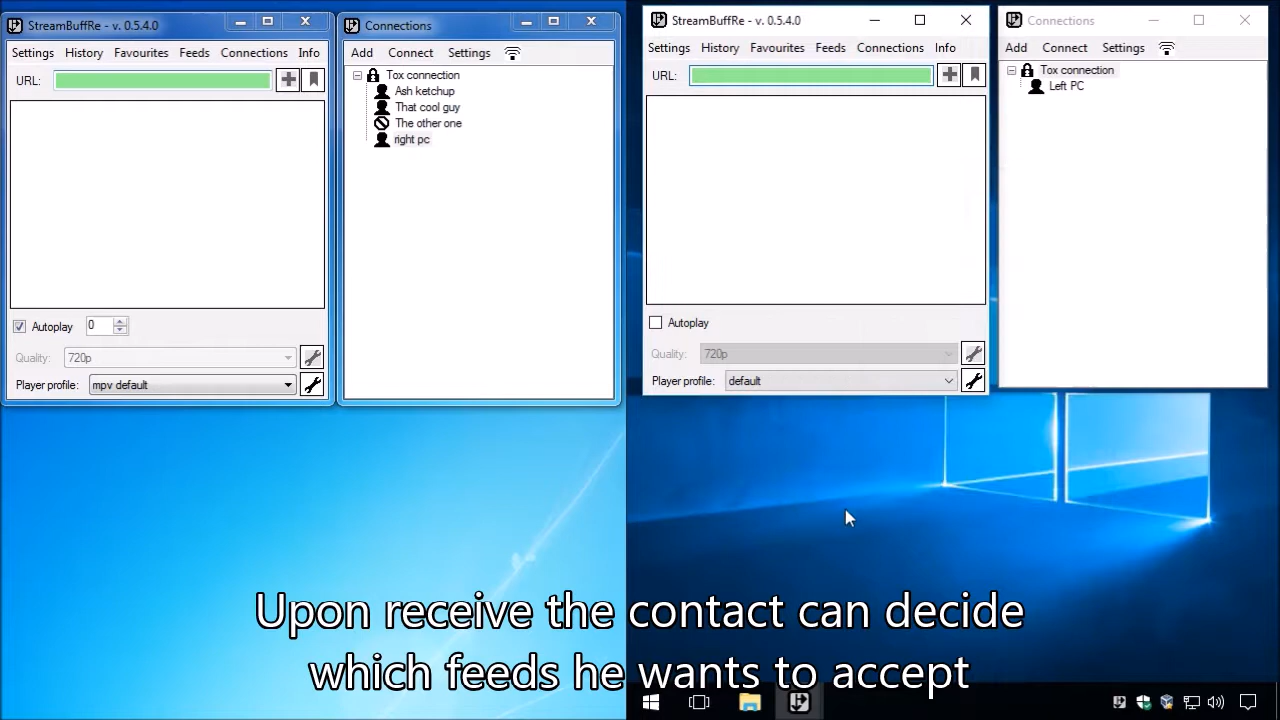 StreamBuffRe - v. 0.5.4.0
Settings History Favourites Feeds Connections Info
URL:
Autoplay 0
Quality: 720p
Player profile: mpv default
Connections
Add Connect Settings
Tox connection
Ash ketchup
That cool guy
The other one
right pc
StreamBuffRe - v. 0.5.4.0
Settings History Favourites Feeds Connections Info
URL:
Autoplay
Quality: 720p
Player profile: default
Connections
Add Connect Settings
Tox connection
Left PC
Upon receive the contact can decide
which feeds he wants to accept